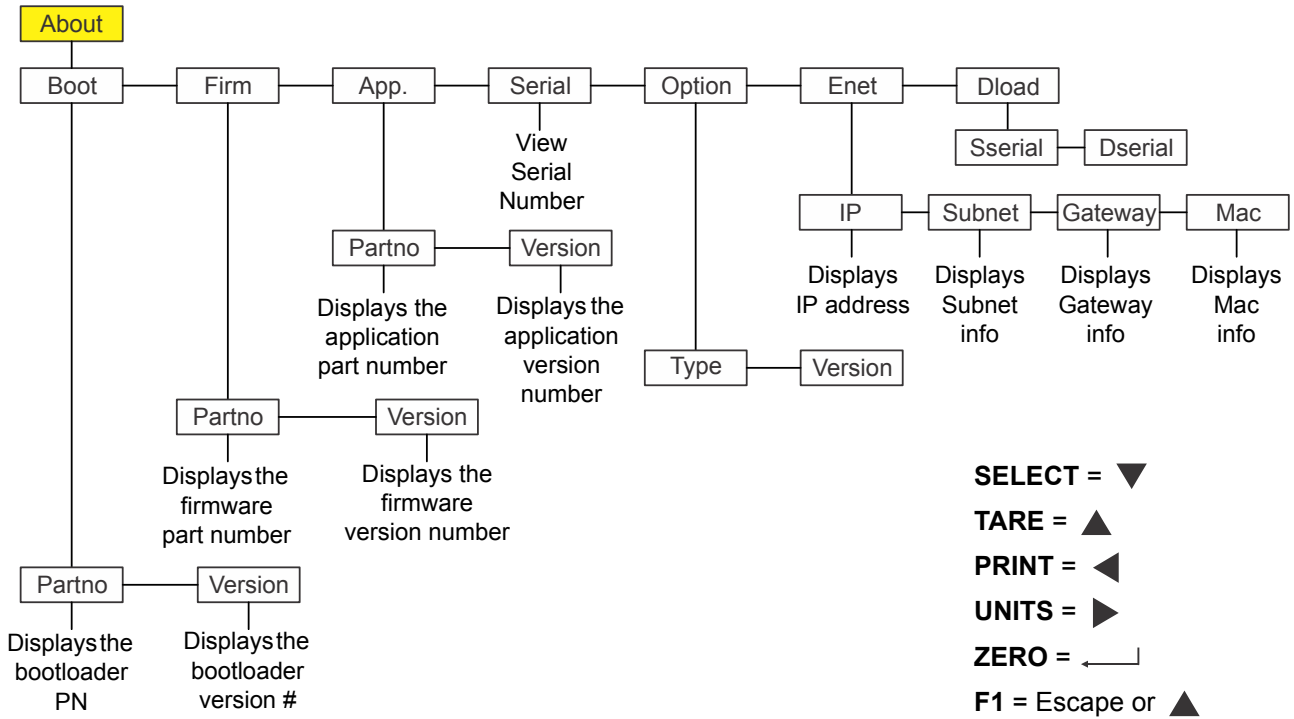 About
Boot
Firm
App.
Serial
Option
Enet
Dload
View
Serial
Number
Sserial
Dserial
IP
Subnet
Gateway
Mac
Displays
IP address
Displays
Subnet
info
Displays
Gateway
info
Displays
Mac
info
Partno
Version
Displays the
application
part number
Displays the
application
version
number
Type
Version
Partno
Version
Displays the
firmware
part number
Displays the
firmware
version number
Partno
Version
Displays the
bootloader
PN
Displays the
bootloader
version #
SELECT = ▼
TARE = ▲
PRINT = ◀
UNITS = ▶
ZERO = ↵
F1 = Escape or ▲